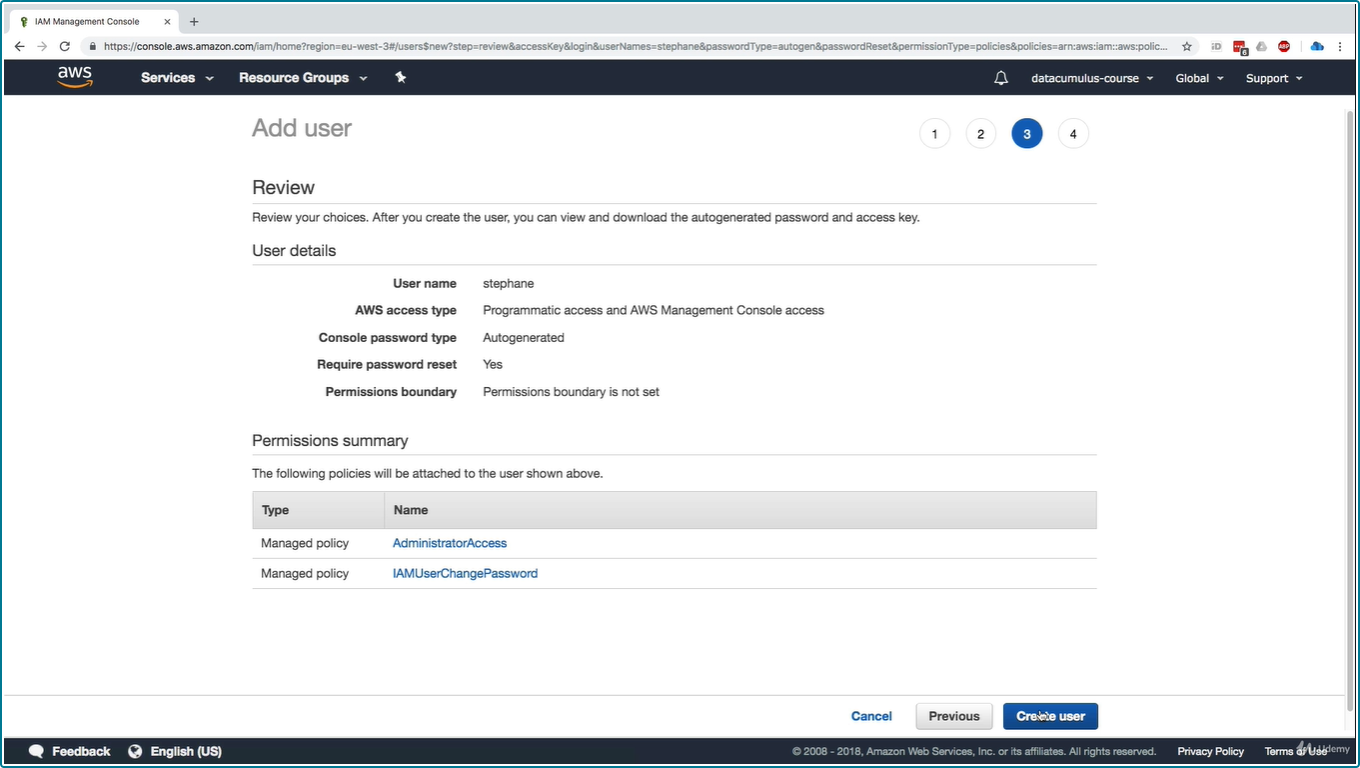 IAM Management Console
https://console.aws.amazon.com/iam/home?region=eu-west-3#/users$new?step=review&accessKey&login&userNames=stephane&passwordType=autogen&passwordReset&permissionType=policies&policies=arn:aws:iam::aws:polic...
aws Services Resource Groups datacumulus-course Global Support
Add user 1 2 3 4
Review
Review your choices. After you create the user, you can view and download the autogenerated password and access key.
User details
User name stephane
AWS access type Programmatic access and AWS Management Console access
Console password type Autogenerated
Require password reset Yes
Permissions boundary Permissions boundary is not set
Permissions summary
The following policies will be attached to the user shown above.
Type Name
Managed policy AdministratorAccess
Managed policy IAMUserChangePassword
Cancel Previous Create user
Feedback English (US) © 2008 - 2018, Amazon Web Services, Inc. or its affiliates. All rights reserved. Privacy Policy Terms of Use Udemy